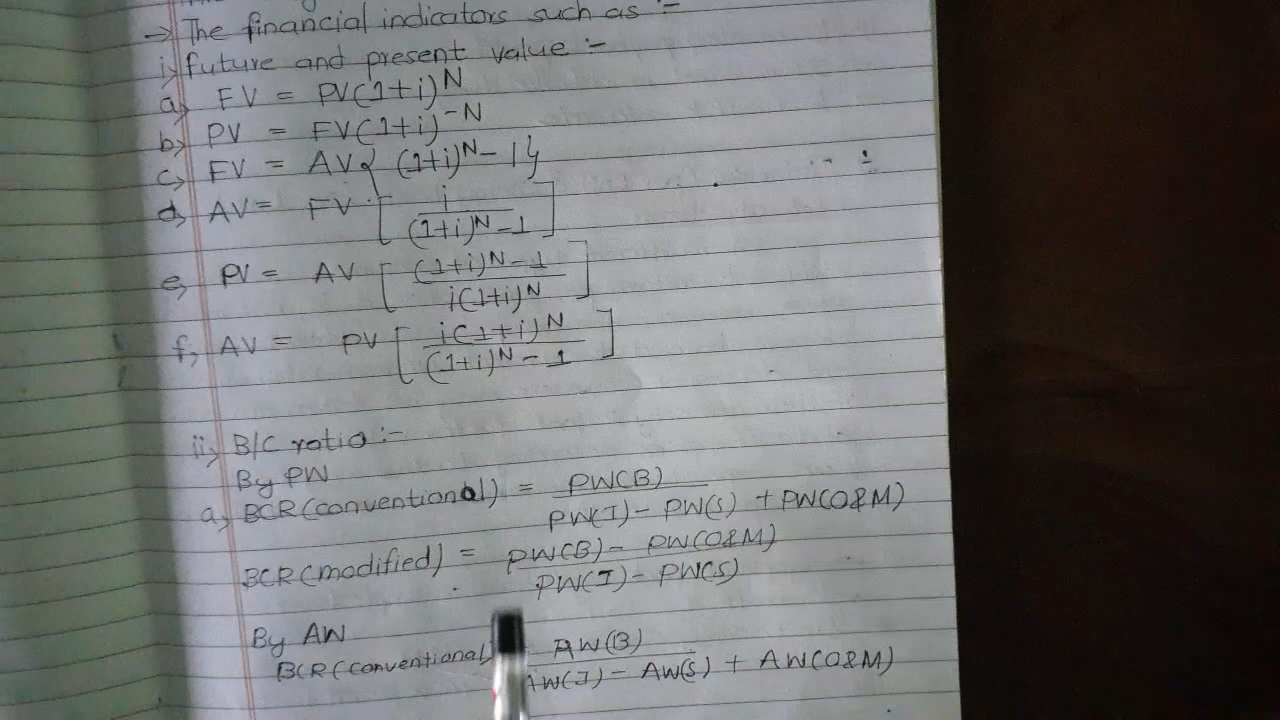 → The financial indicators such as :-
i) future and present value :-
a) FV = PV(1+i)^N
b) PV = FV(1+i)^-N
c) FV = AV{(1+i)^N - 1}
d) AV = FV [i / (1+i)^N - 1]
e) PV = AV [(1+i)^N - 1 / i(1+i)^N]
f) AV = PV [i(1+i)^N / (1+i)^N - 1]
ii) B/C ratio :-
By PW
a) BCR (conventional) = PW(B) / PW(I) - PW(S) + PW(O&M)
BCR (modified) = PW(B) - PW(O&M) / PW(I) - PW(S)
By AW
BCR (conventional) AW(B) / AW(I) - AW(S) + AW(O&M)